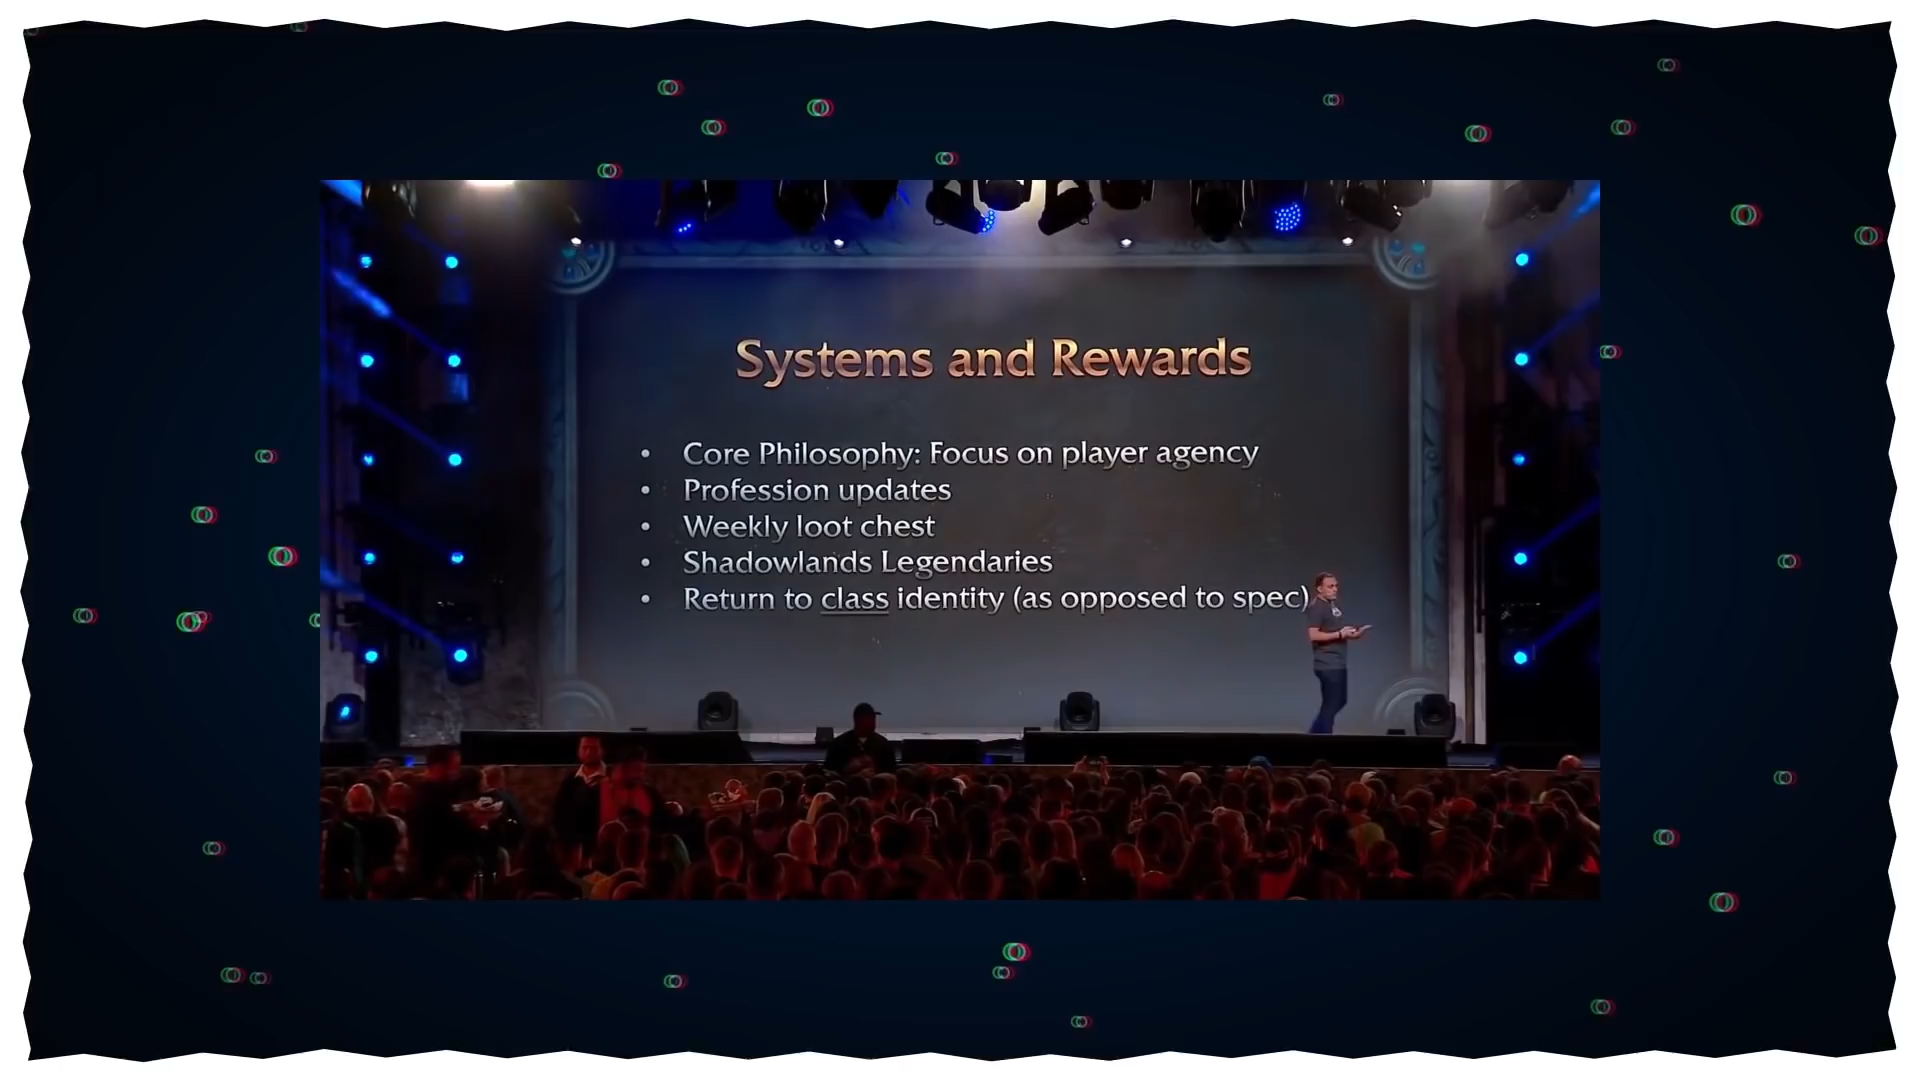 Systems and Rewards
• Core Philosophy: Focus on player agency
• Profession updates
• Weekly loot chest
• Shadowlands Legendaries
• Return to class identity (as opposed to spec)